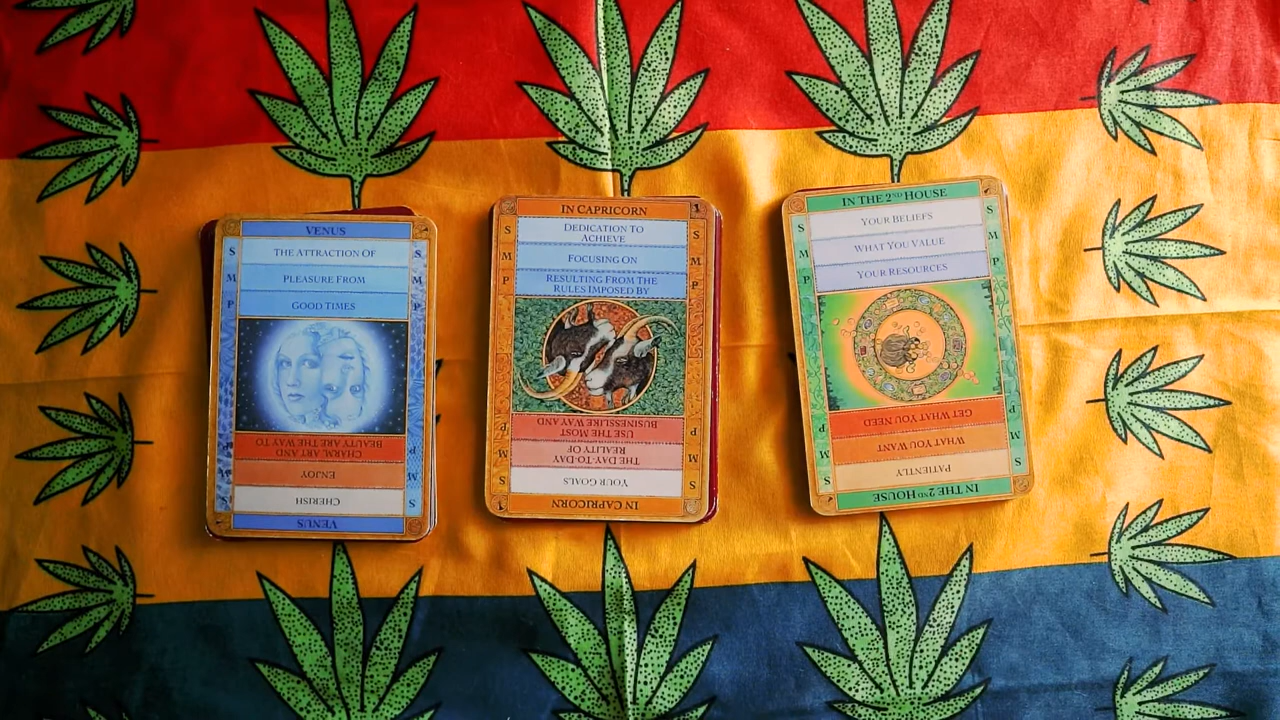 VENUS
S THE ATTRACTION OF S
M PLEASURE FROM M
P GOOD TIMES P
CHARM, ART AND
BEAUTY ARE THE WAY TO
P
ENJOY
M M
CHERISH
S S
VENUS
IN CAPRICORN 1
S DEDICATION TO S
ACHIEVE
M FOCUSING ON M
P RESULTING FROM THE P
RULES IMPOSED BY
USE THE MOST
BUSINESSLIKE WAY AND
P P
THE DAY-TO-DAY
REALITY OF
M M
YOUR GOALS
S S
IN CAPRICORN
1
IN THE 2ND HOUSE
S YOUR BELIEFS S
M WHAT YOU VALUE M
P YOUR RESOURCES P
GET WHAT YOU NEED
P P
WHAT YOU WANT
M M
PATIENTLY
S S
IN THE 2ND HOUSE